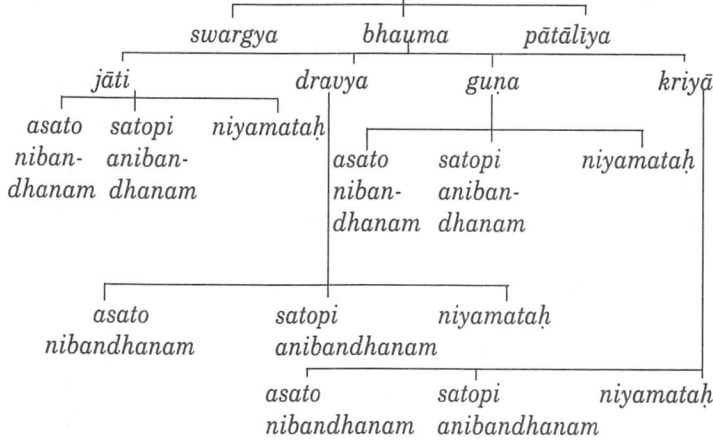 swargya bhauma pātālīya
jāti dravya guṇa kriyā
asato satopi niyamataḥ
niban- aniban-
dhanam dhanam
asato satopi niyamataḥ
niban- aniban-
dhanam dhanam
asato satopi niyamataḥ
nibandhanam anibandhanam
asato satopi niyamataḥ
nibandhanam anibandhanam